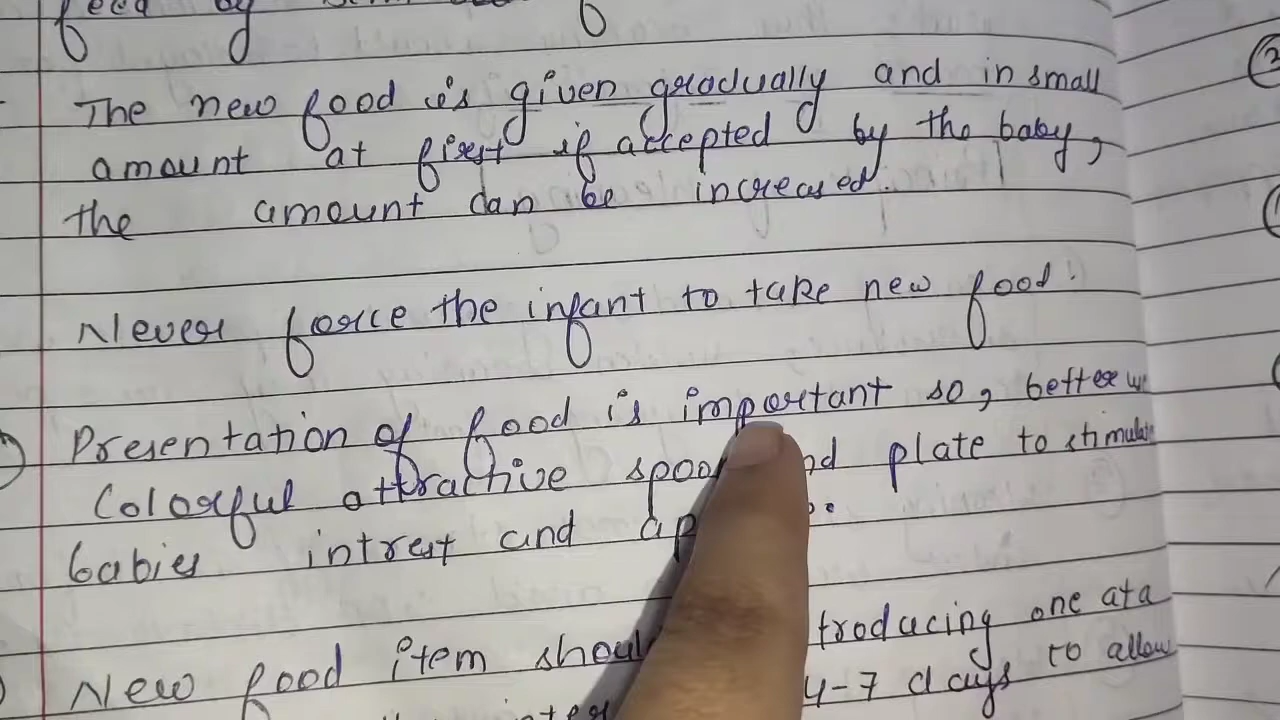 feed by
The new food is given gradually and in small
amount at first if accepted by the baby,
the amount can be increased.
Never force the infant to take new food.
Presentation of food is important so, better
Colorful attractive spoon and plate to stimulate
babies intrest and
New food item should introducing one at a
4-7 days to allow